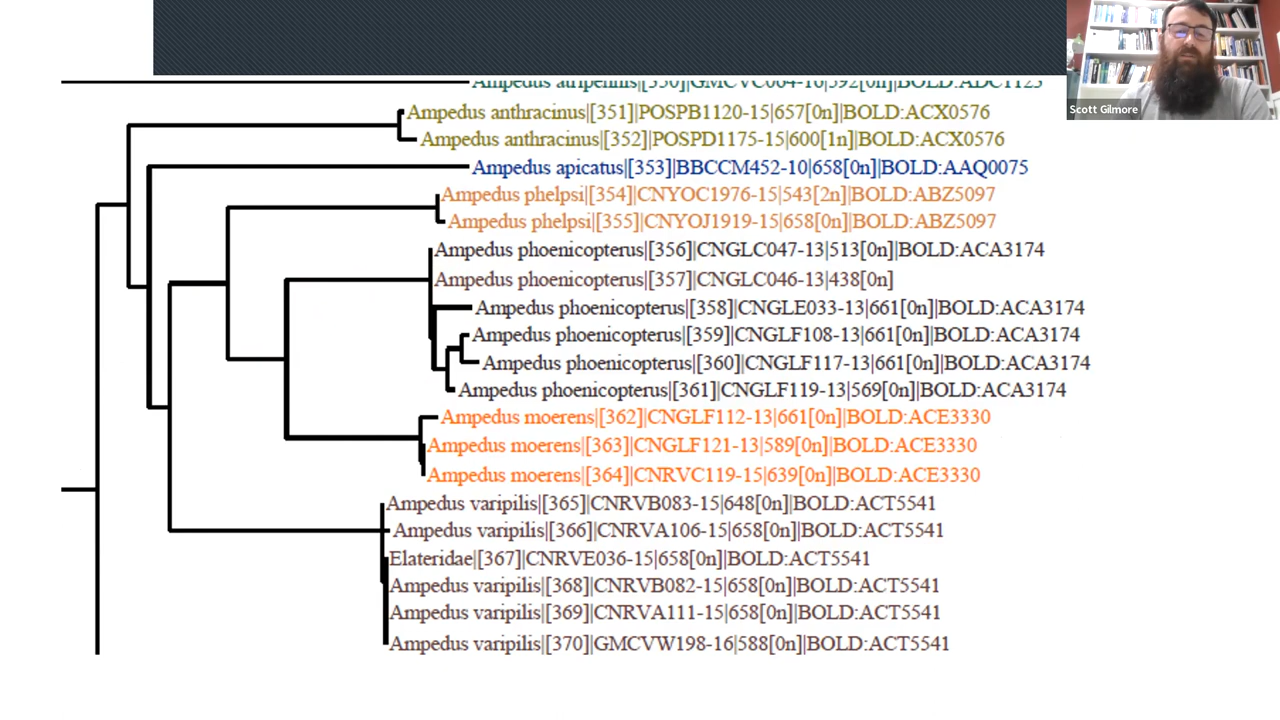 Ampedus atripennis|[350]|GMCVC064-16|592[0n]|BOLD:ADC1125
Ampedus anthracinus|[351]|POSPB1120-15|657[0n]|BOLD:ACX0576
Ampedus anthracinus|[352]|POSPD1175-15|600[1n]|BOLD:ACX0576
Ampedus apicatus|[353]|BBCCM452-10|658[0n]|BOLD:AAQ0075
Ampedus phelpsi|[354]|CNYOC1976-15|543[2n]|BOLD:ABZ5097
Ampedus phelpsi|[355]|CNYOJ1919-15|658[0n]|BOLD:ABZ5097
Ampedus phoenicopterus|[356]|CNGLC047-13|513[0n]|BOLD:ACA3174
Ampedus phoenicopterus|[357]|CNGLC046-13|438[0n]
Ampedus phoenicopterus|[358]|CNGLE033-13|661[0n]|BOLD:ACA3174
Ampedus phoenicopterus|[359]|CNGLF108-13|661[0n]|BOLD:ACA3174
Ampedus phoenicopterus|[360]|CNGLF117-13|661[0n]|BOLD:ACA3174
Ampedus phoenicopterus|[361]|CNGLF119-13|569[0n]|BOLD:ACA3174
Ampedus moerens|[362]|CNGLF112-13|661[0n]|BOLD:ACE3330
Ampedus moerens|[363]|CNGLF121-13|589[0n]|BOLD:ACE3330
Ampedus moerens|[364]|CNRVC119-15|639[0n]|BOLD:ACE3330
Ampedus varipilis|[365]|CNRVB083-15|648[0n]|BOLD:ACT5541
Ampedus varipilis|[366]|CNRVA106-15|658[0n]|BOLD:ACT5541
Elateridae|[367]|CNRVE036-15|658[0n]|BOLD:ACT5541
Ampedus varipilis|[368]|CNRVB082-15|658[0n]|BOLD:ACT5541
Ampedus varipilis|[369]|CNRVA111-15|658[0n]|BOLD:ACT5541
Ampedus varipilis|[370]|GMCVW198-16|588[0n]|BOLD:ACT5541
Scott Gilmore